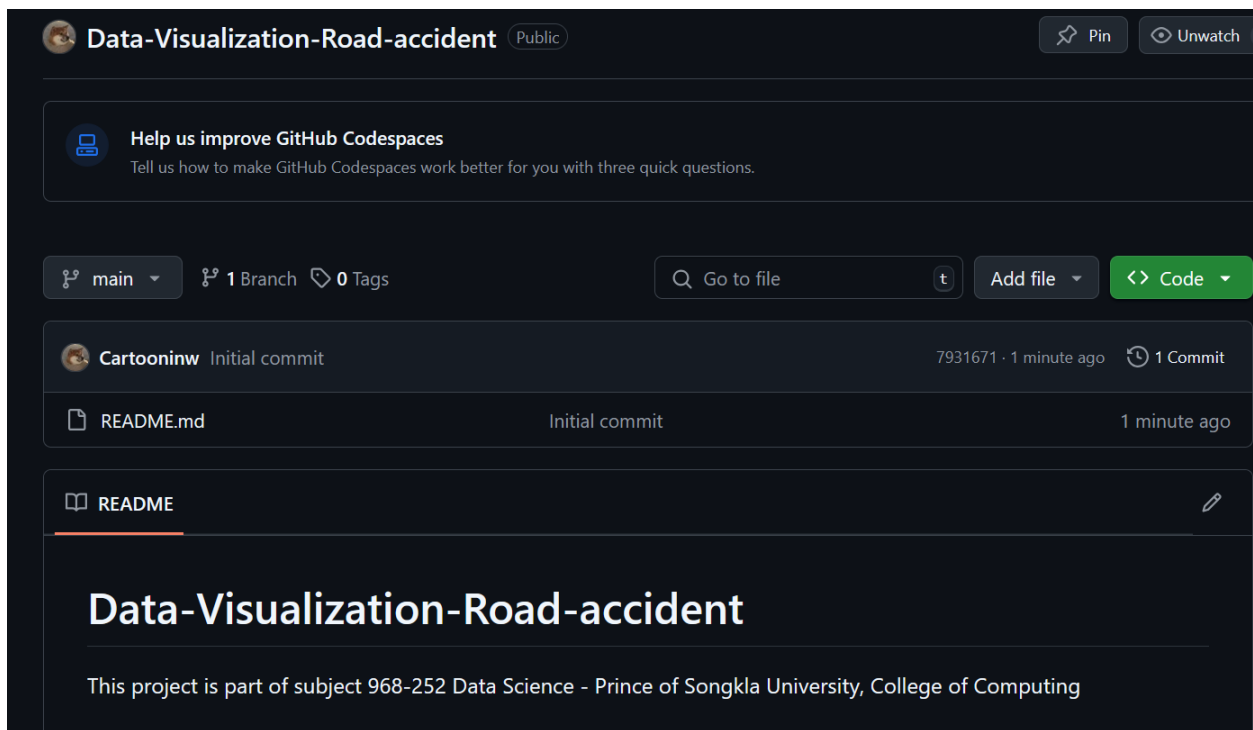 Data-Visualization-Road-accident Public Pin Unwatch
Help us improve GitHub Codespaces
Tell us how to make GitHub Codespaces work better for you with three quick questions.
main 1 Branch 0 Tags Go to file t Add file Code
Cartooninw Initial commit 7931671 · 1 minute ago 1 Commit
README.md Initial commit 1 minute ago
README
Data-Visualization-Road-accident
This project is part of subject 968-252 Data Science - Prince of Songkla University, College of Computing